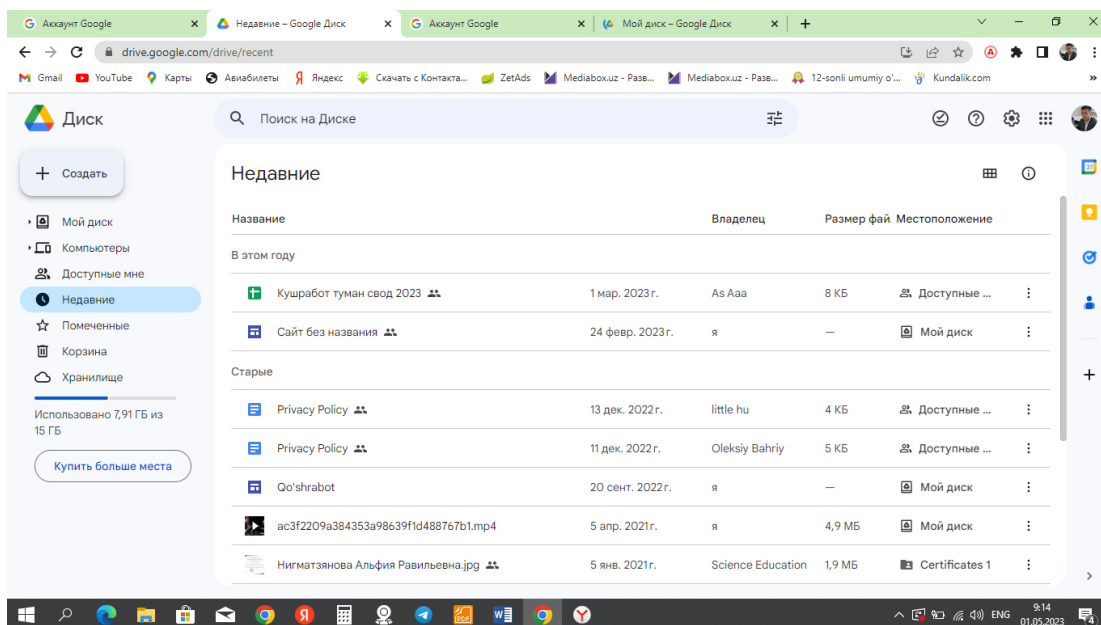 Аккаунт Google
Недавние – Google Диск
Аккаунт Google
Мой диск – Google Диск
drive.google.com/drive/recent
Gmail
YouTube
Карты
Авиабилеты
Яндекс
Скачать с Контакта...
ZetAds
Mediabox.uz - Разв...
Mediabox.uz - Разв...
12-sonli umumiy o'...
Kundalik.com
Диск
Поиск на Диске
Создать
Мой диск
Компьютеры
Доступные мне
Недавние
Помеченные
Корзина
Хранилище
Использовано 7,91 ГБ из
15 ГБ
Купить больше места
Недавние
Название Владелец Размер фай Местоположение
В этом году
Кушработ туман свод 2023 1 мар. 2023 г. As Aaa 8 КБ Доступные ...
Сайт без названия 24 февр. 2023 г. я — Мой диск
Старые
Privacy Policy 13 дек. 2022 г. little hu 4 КБ Доступные ...
Privacy Policy 11 дек. 2022 г. Oleksiy Bahriy 5 КБ Доступные ...
Qo'shrabot 20 сент. 2022 г. я — Мой диск
ac3f2209a384353a98639f1d488767b1.mp4 5 апр. 2021 г. я 4,9 МБ Мой диск
Нигматзянова Альфия Равильевна.jpg 5 янв. 2021 г. Science Education 1,9 МБ Certificates 1
31
ENG
9:14
01.05.2023
4